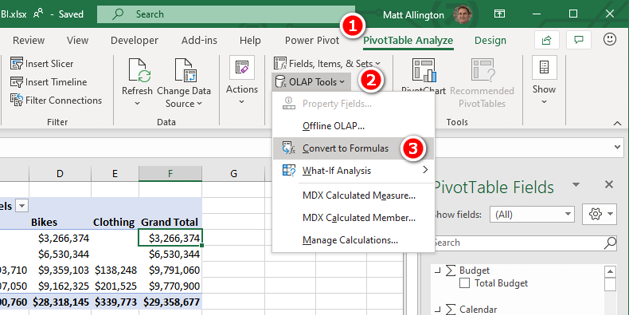 BI.xlsx Saved Search Matt Allington
1
Review View Developer Add-ins Help Power Pivot PivotTable Analyze Design
Insert Slicer
Insert Timeline
Filter Connections
Filter
Refresh Change Data Source
Data
Actions
Fields, Items, & Sets
OLAP Tools 2
PivotChart Recommended PivotTables
Tools
Show
Property Fields...
Offline OLAP...
Convert to Formulas 3
What-If Analysis
MDX Calculated Measure...
MDX Calculated Member...
Manage Calculations...
D E F G H
els
Bikes Clothing Grand Total
$3,266,374 $3,266,374
$6,530,344 $6,530,344
93,710 $9,359,103 $138,248 $9,791,060
07,050 $9,162,325 $201,525 $9,770,900
00,760 $28,318,145 $339,773 $29,358,677
PivotTable Fields
Show fields: (All)
Search
Budget
Total Budget
Calendar